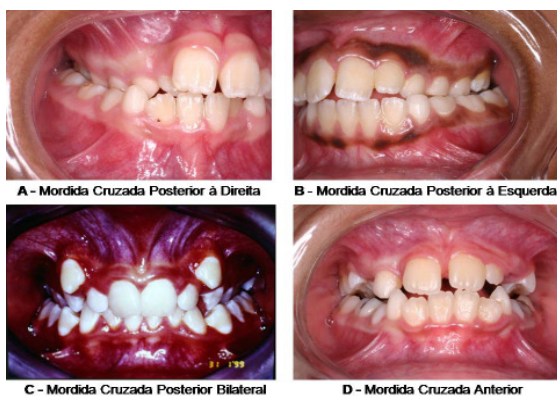 A - Mordida Cruzada Posterior à Direita
B - Mordida Cruzada Posterior à Esquerda
C - Mordida Cruzada Posterior Bilateral
D - Mordida Cruzada Anterior